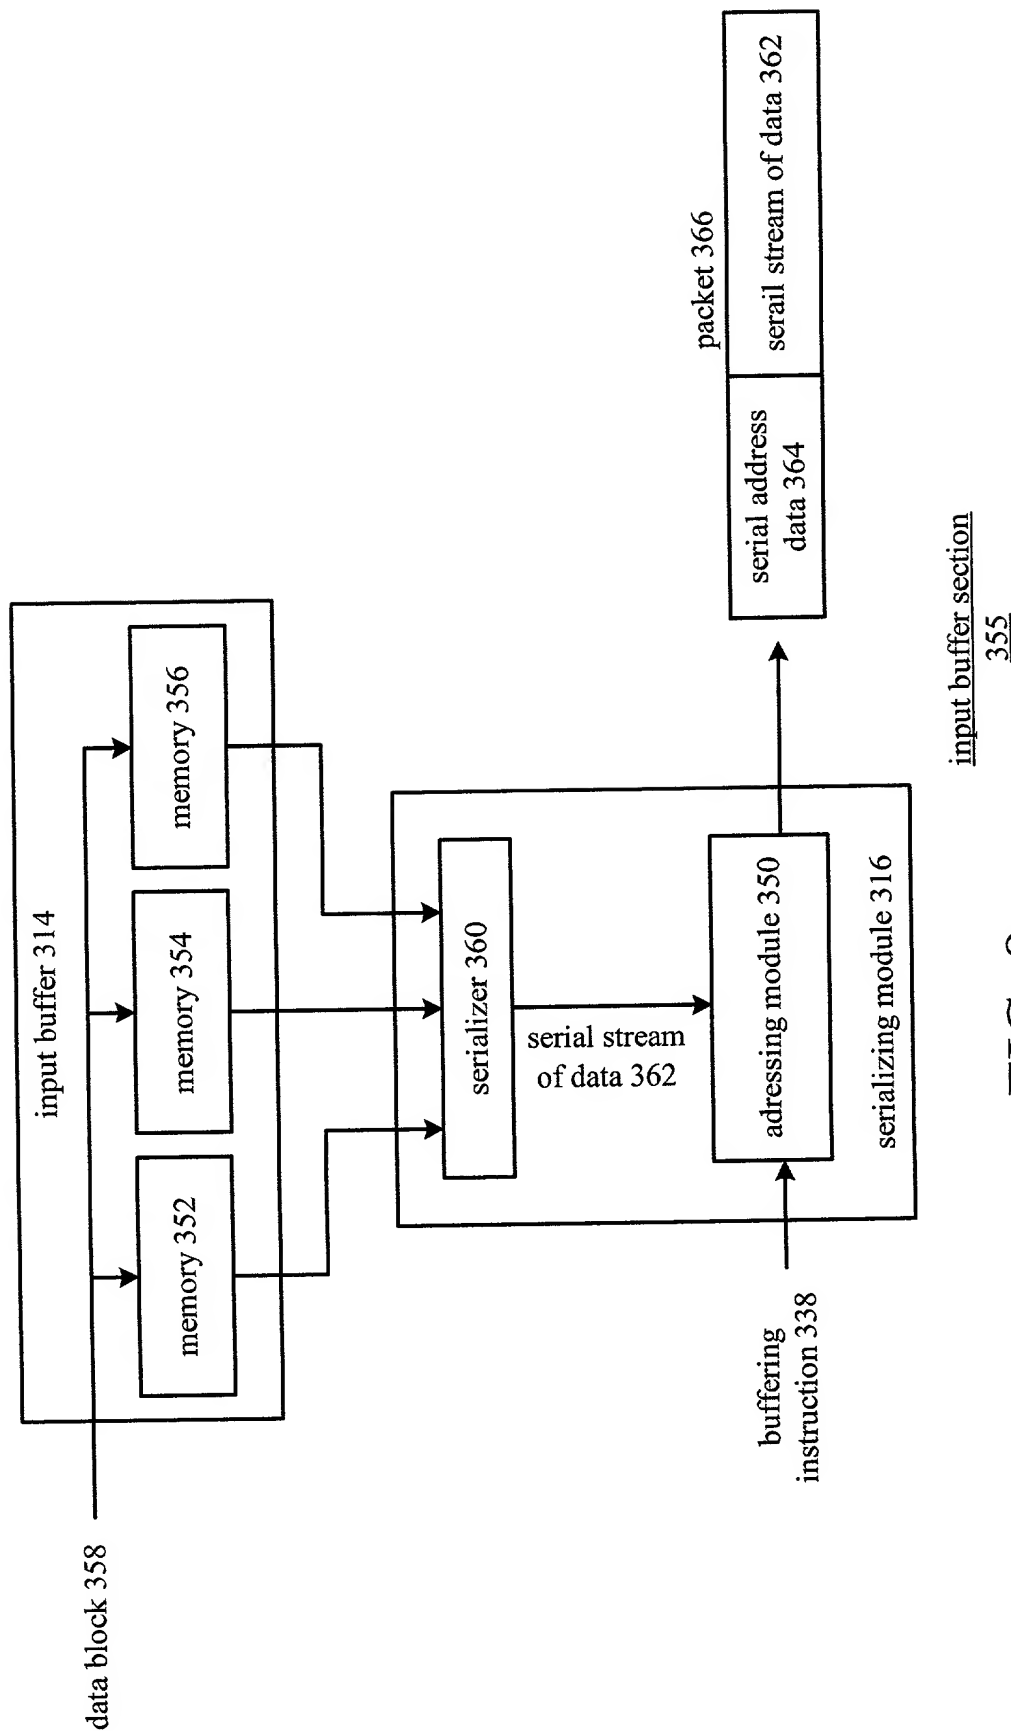 data block 358
input buffer 314
memory 352
memory 354
memory 356
serializer 360
serial stream
of data 362
buffering
instruction 338
adressing module 350
serializing module 316
packet 366
serial address
data 364
serail stream of data 362
input buffer section
355